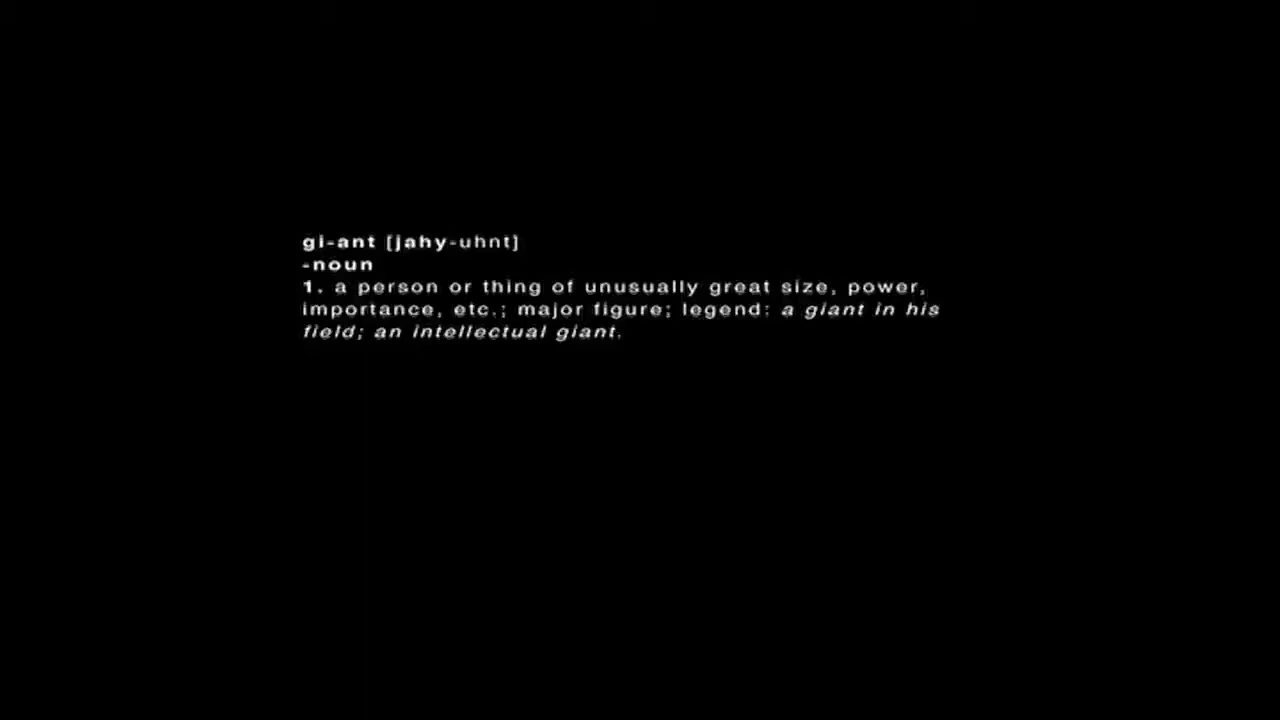 gi-ant [jahy-uhnt]
-noun
1. a person or thing of unusually great size, power,
importance, etc.; major figure; legend: a giant in his
field; an intellectual giant.